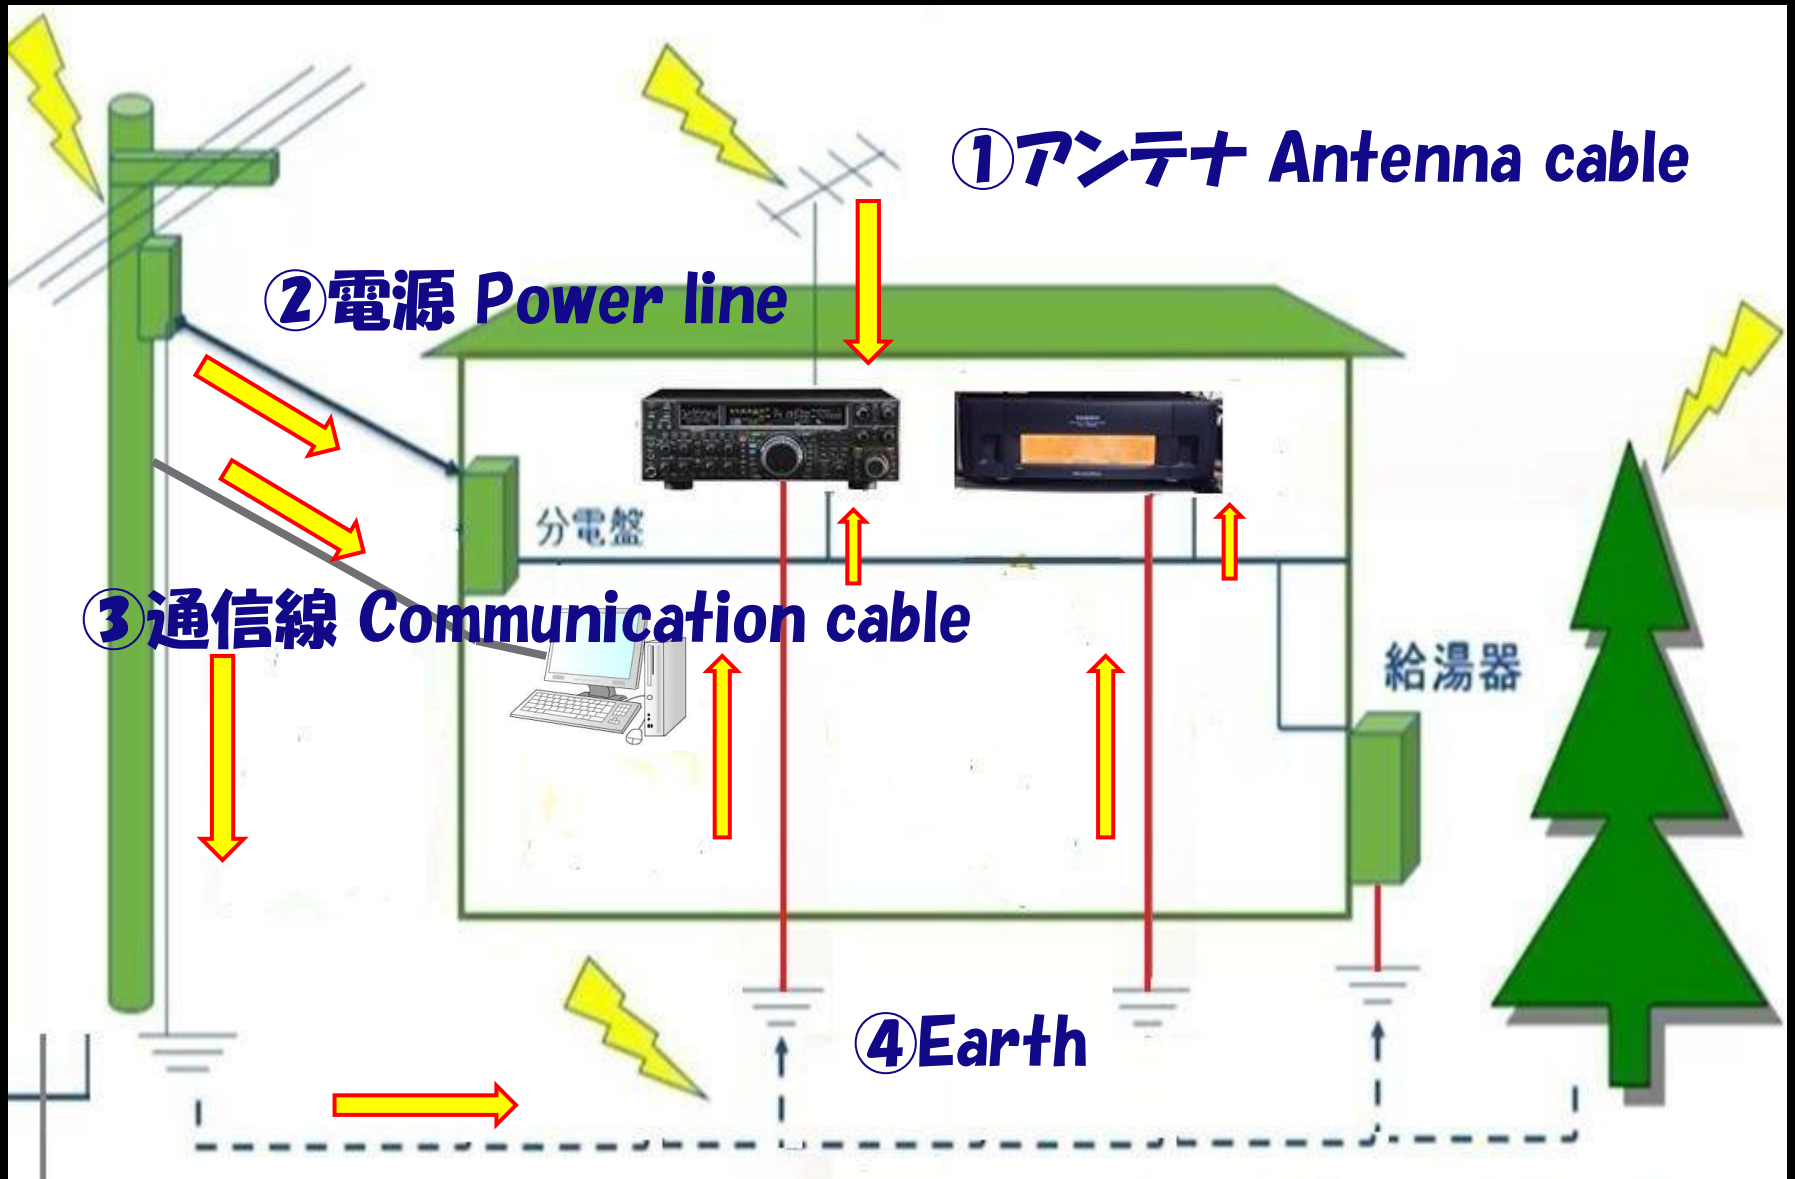 ①アンテナ Antenna cable
②電源 Power line
分電盤
③通信線 Communication cable
給湯器
④Earth